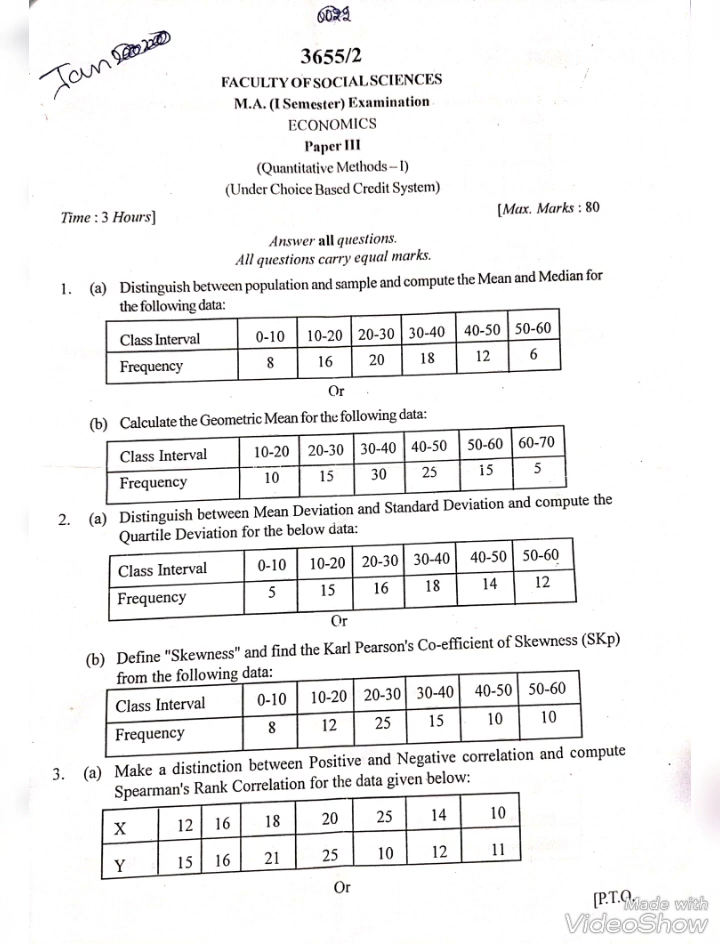 3655/2
FACULTY OF SOCIAL SCIENCES
M.A. (I Semester) Examination
ECONOMICS
Paper III
(Quantitative Methods – I)
(Under Choice Based Credit System)
Time : 3 Hours] [Max. Marks : 80
Answer all questions.
All questions carry equal marks.
1. (a) Distinguish between population and sample and compute the Mean and Median for
the following data:
Class Interval 0-10 10-20 20-30 30-40 40-50 50-60
Frequency 8 16 20 18 12 6
Or
(b) Calculate the Geometric Mean for the following data:
Class Interval 10-20 20-30 30-40 40-50 50-60 60-70
Frequency 10 15 30 25 15 5
2. (a) Distinguish between Mean Deviation and Standard Deviation and compute the
Quartile Deviation for the below data:
Class Interval 0-10 10-20 20-30 30-40 40-50 50-60
Frequency 5 15 16 18 14 12
Or
(b) Define "Skewness" and find the Karl Pearson's Co-efficient of Skewness (SKp)
from the following data:
Class Interval 0-10 10-20 20-30 30-40 40-50 50-60
Frequency 8 12 25 15 10 10
3. (a) Make a distinction between Positive and Negative correlation and compute
Spearman's Rank Correlation for the data given below:
X 12 16 18 20 25 14 10
Y 15 16 21 25 10 12 11
Or
[P.T.O.
Made with
VideoShow